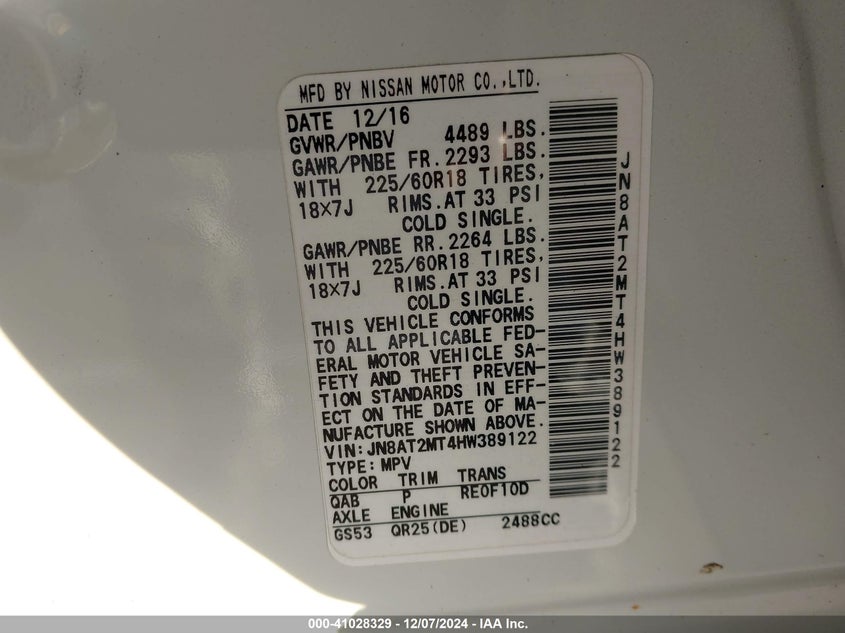 MFD BY NISSAN MOTOR CO.,LTD.
DATE 12/16
GVWR/PNBV 4489 LBS.
GAWR/PNBE FR. 2293 LBS.
WITH 225/60R18 TIRES,
18X7J RIMS.AT 33 PSI
COLD SINGLE.
GAWR/PNBE RR. 2264 LBS.
WITH 225/60R18 TIRES,
18X7J RIMS.AT 33 PSI
COLD SINGLE.
THIS VEHICLE CONFORMS
TO ALL APPLICABLE FED-
ERAL MOTOR VEHICLE SA-
FETY AND THEFT PREVEN-
TION STANDARDS IN EFF-
ECT ON THE DATE OF MA-
NUFACTURE SHOWN ABOVE.
VIN:JN8AT2MT4HW389122
TYPE:MPV
COLOR TRIM TRANS
QAB P RE0F10D
AXLE ENGINE
GS53 QR25(DE) 2488CC
JN8AT2MT4HW389122
000-41028329 - 12/07/2024 - IAA Inc.